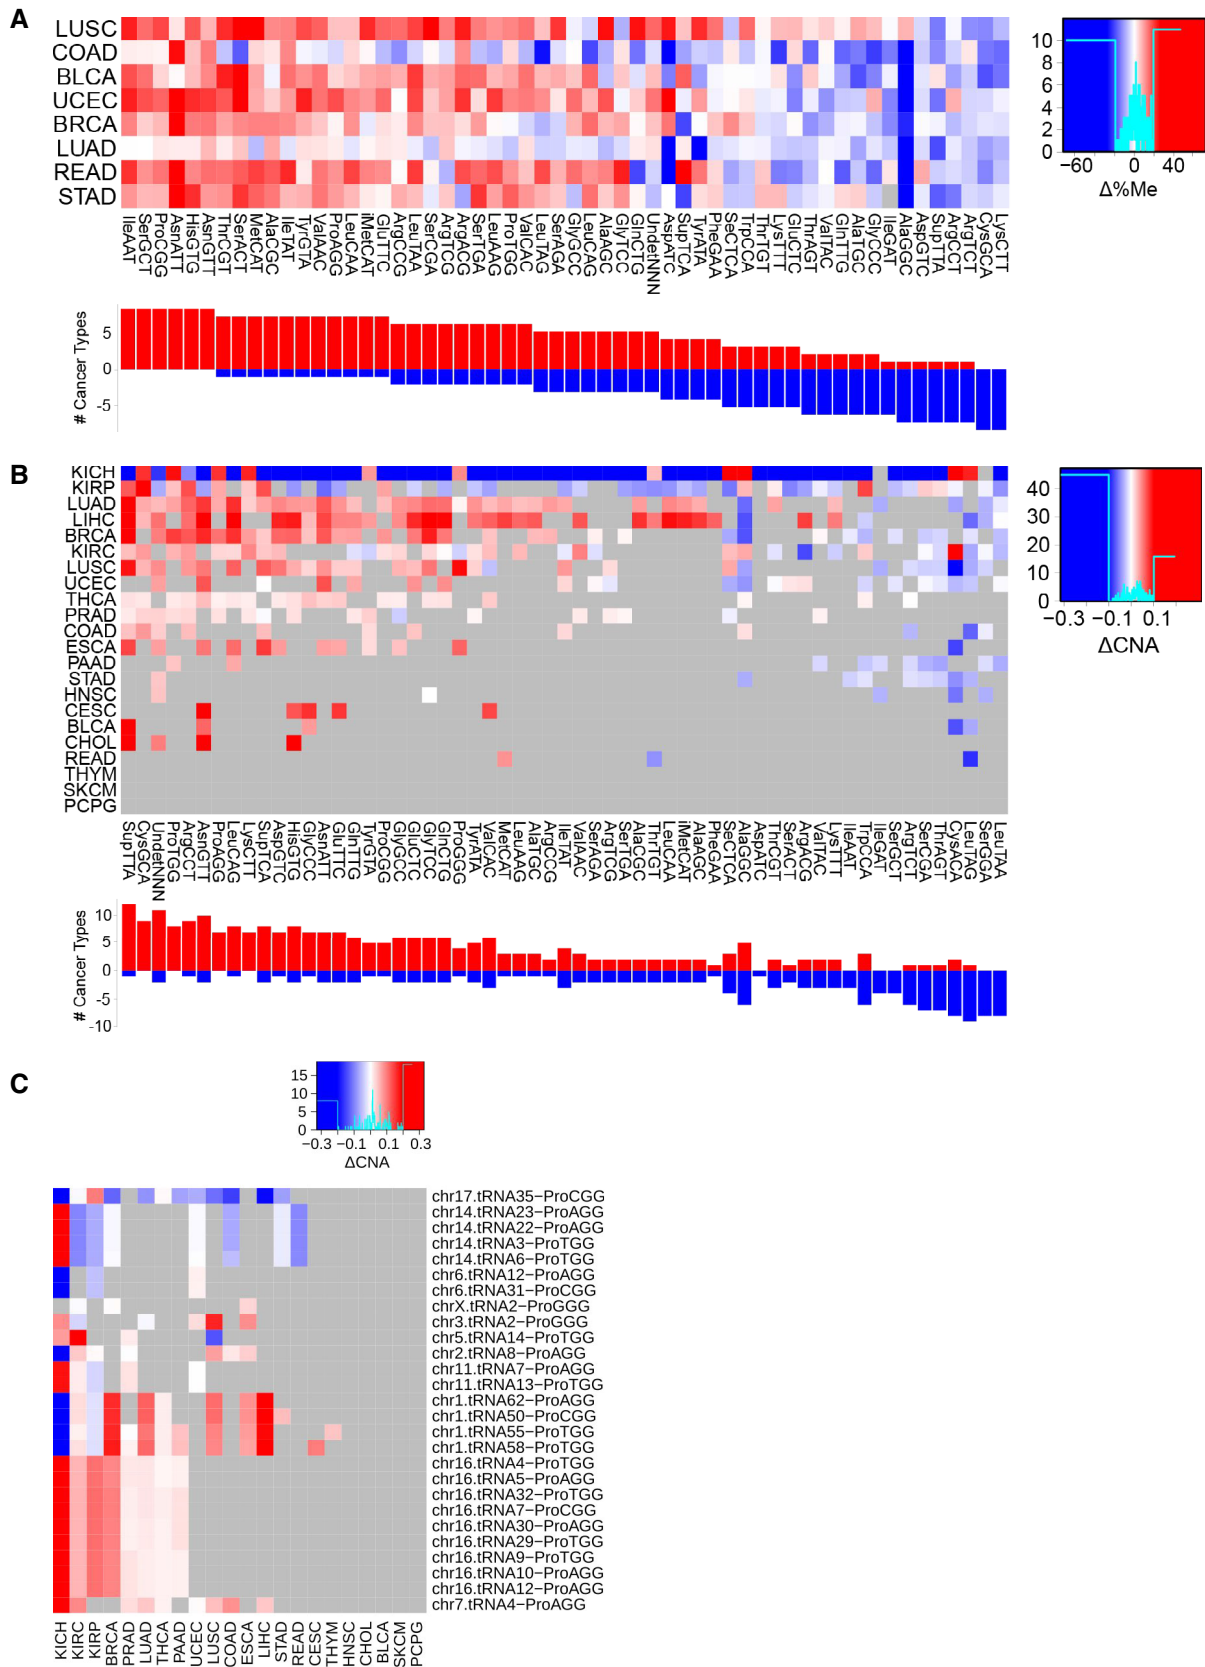 A
LUSC
COAD
BLCA
UCEC
BRCA
LUAD
READ
STAD
10
8
6
4
2
0
−60
0
40
Δ%Me
IleAAT
SerGCT
ProCGG
AsnATT
HisGTG
AsnGTT
ThrCGT
SerACT
MetCAT
AlaCGC
IleTAT
TyrGTA
ValAAC
ProAGG
LeuCAA
iMetCAT
GluTTC
ArgCCG
LeuTAA
SerCGA
ArgTCG
ArgACG
SerTGA
LeuAAG
ProTGG
ValCAC
LeuTAG
SerAGA
GlyGCC
LeuCAG
AlaAGC
GlyTCC
GlnCTG
UndetNNN
AspATC
SupTCA
TyrATA
PheGAA
SeCTCA
TrpCCA
ThrTGT
LysTTT
GluCTC
ThrAGT
ValTAC
GlnTTG
AlaTGC
GlyCCC
IleGAT
AlaGGC
AspGTC
SupTTA
ArgCCT
ArgTCT
CysGCA
LysCTT
# Cancer Types
5
0
-5
B
KICH
KIRP
LUAD
LIHC
BRCA
KIRC
LUSC
UCEC
THCA
PRAD
COAD
ESCA
PAAD
STAD
HNSC
CESC
BLCA
CHOL
READ
THYM
SKCM
PCPG
40
30
20
10
0
−0.3
−0.1
0.1
ΔCNA
SupTTA
CysGCA
UndetNNN
ProTGG
ArgCCT
AsnGTT
ProAGG
LeuCAG
LysCTT
SupTCA
AspGTC
HisGTG
GlyCCC
AsnATT
GluTTC
GlnTTG
TyrGTA
ProCGG
GlyGCC
GluCTC
GlyTCC
GlnCTG
ProGGG
TyrATA
ValCAC
MetCAT
LeuAAG
AlaTGC
ArgCCG
IleTAT
ValAAC
SerAGA
ArgTCG
SerTGA
AlaCGC
ThrTGT
LeuCAA
iMetCAT
AlaAGC
PheGAA
SeCTCA
AlaGGC
AspATC
ThrCGT
SerACT
ArgACG
ValTAC
LysTTT
IleAAT
TrpCCA
IleGAT
SerGCT
ArgTCT
SerCGA
ThrAGT
CysACA
LeuTAG
SerGGA
LeuTAA
# Cancer Types
10
5
0
-5
-10
C
15
10
5
0
−0.3
−0.1
0.1
0.3
ΔCNA
chr17.tRNA35−ProCGG
chr14.tRNA23−ProAGG
chr14.tRNA22−ProAGG
chr14.tRNA3−ProTGG
chr14.tRNA6−ProTGG
chr6.tRNA12−ProAGG
chr6.tRNA31−ProCGG
chrX.tRNA2−ProGGG
chr3.tRNA2−ProGGG
chr5.tRNA14−ProTGG
chr2.tRNA8−ProAGG
chr11.tRNA7−ProAGG
chr11.tRNA13−ProTGG
chr1.tRNA62−ProAGG
chr1.tRNA50−ProCGG
chr1.tRNA55−ProTGG
chr1.tRNA58−ProTGG
chr16.tRNA4−ProTGG
chr16.tRNA5−ProAGG
chr16.tRNA32−ProTGG
chr16.tRNA7−ProCGG
chr16.tRNA30−ProAGG
chr16.tRNA29−ProTGG
chr16.tRNA9−ProTGG
chr16.tRNA10−ProAGG
chr16.tRNA12−ProAGG
chr7.tRNA4−ProAGG
KICH
KIRC
KIRP
BRCA
PRAD
LUAD
THCA
PAAD
UCEC
LUSC
COAD
ESCA
LIHC
STAD
READ
CESC
THYM
HNSC
CHOL
BLCA
SKCM
PCPG